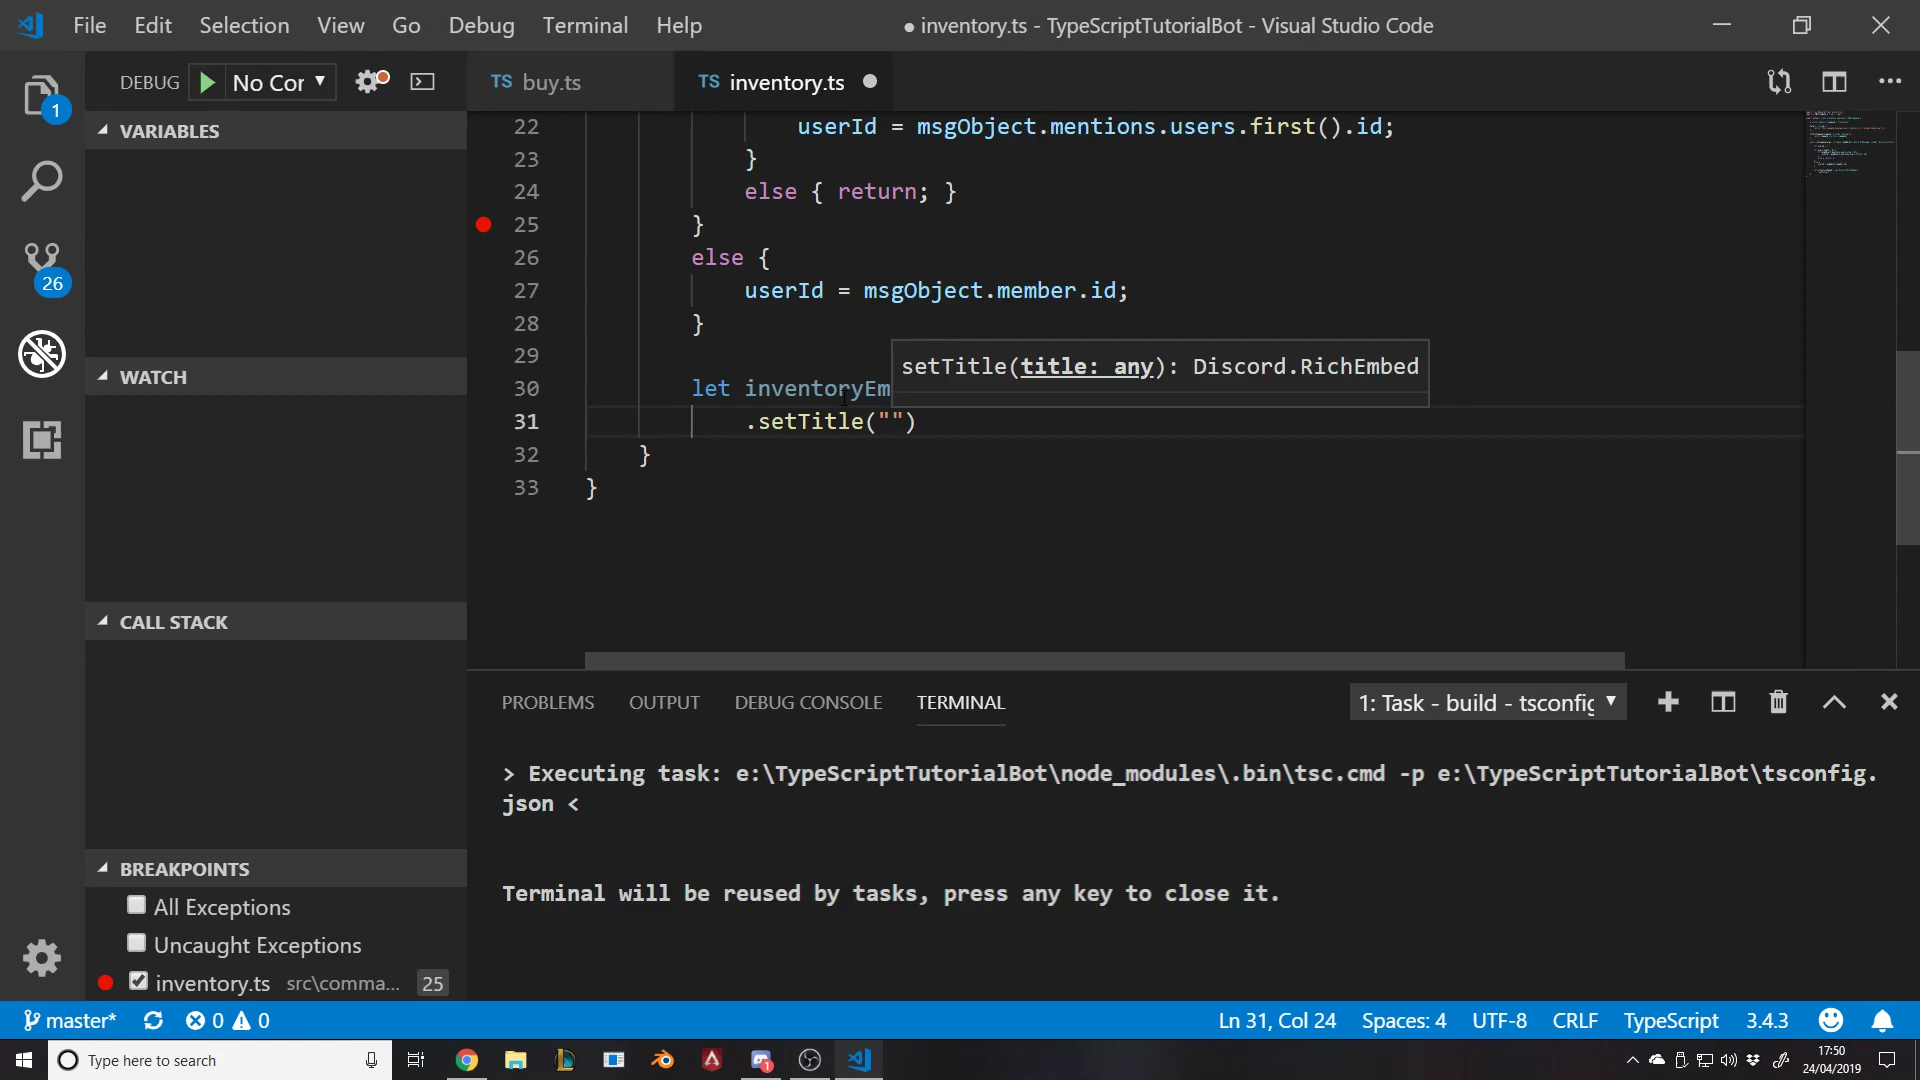 File Edit Selection View Go Debug Terminal Help ● inventory.ts - TypeScriptTutorialBot - Visual Studio Code
DEBUG No Cor
TS buy.ts TS inventory.ts
1
VARIABLES
22 userId = msgObject.mentions.users.first().id;
23 }
24 else { return; }
25 }
26 else {
26
27 userId = msgObject.member.id;
28 }
29
setTitle(title: any): Discord.RichEmbed
WATCH
30 let inventoryEm
31 .setTitle("")
32 }
33 }
CALL STACK
PROBLEMS OUTPUT DEBUG CONSOLE TERMINAL 1: Task - build - tsconfig
> Executing task: e:\TypeScriptTutorialBot\node_modules\.bin\tsc.cmd -p e:\TypeScriptTutorialBot\tsconfig.
json <
Terminal will be reused by tasks, press any key to close it.
BREAKPOINTS
All Exceptions
Uncaught Exceptions
inventory.ts src\comma... 25
master* 0 0 Ln 31, Col 24 Spaces: 4 UTF-8 CRLF TypeScript 3.4.3
Type here to search
1
17:50
24/04/2019